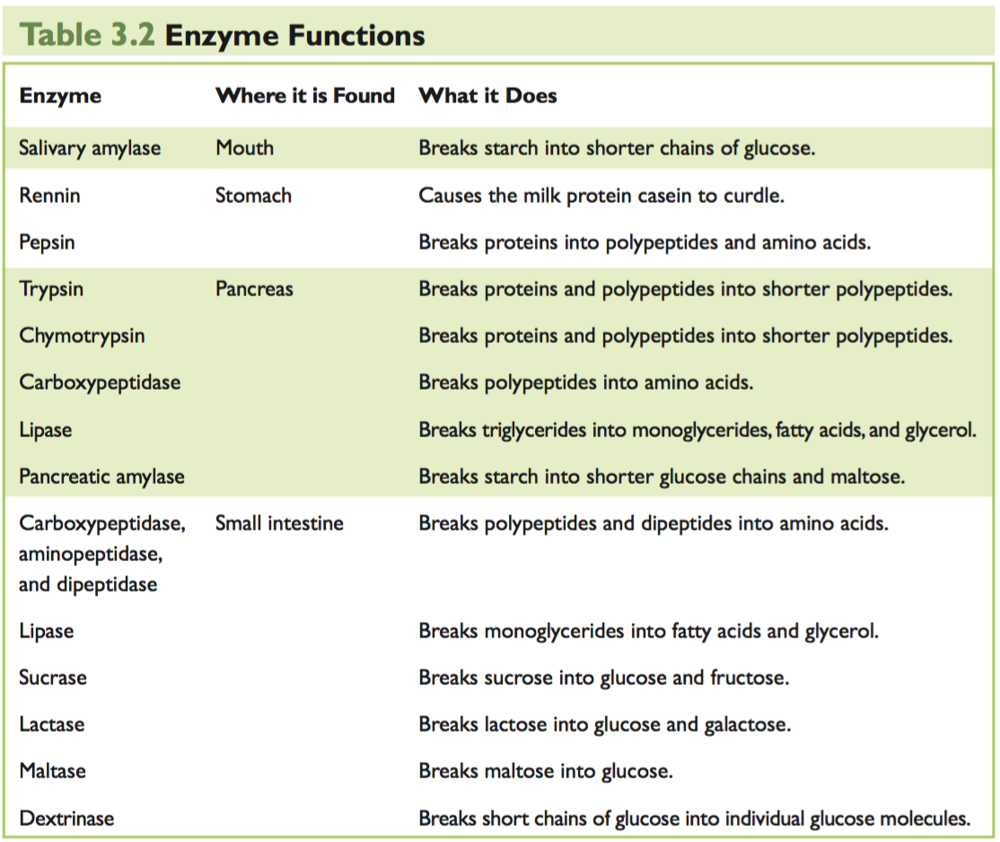 Table 3.2 Enzyme Functions
Enzyme Where it is Found What it Does
Salivary amylase Mouth Breaks starch into shorter chains of glucose.
Rennin Stomach Causes the milk protein casein to curdle.
Pepsin Breaks proteins into polypeptides and amino acids.
Trypsin Pancreas Breaks proteins and polypeptides into shorter polypeptides.
Chymotrypsin Breaks proteins and polypeptides into shorter polypeptides.
Carboxypeptidase Breaks polypeptides into amino acids.
Lipase Breaks triglycerides into monoglycerides, fatty acids, and glycerol.
Pancreatic amylase Breaks starch into shorter glucose chains and maltose.
Carboxypeptidase, Small intestine Breaks polypeptides and dipeptides into amino acids.
aminopeptidase,
and dipeptidase
Lipase Breaks monoglycerides into fatty acids and glycerol.
Sucrase Breaks sucrose into glucose and fructose.
Lactase Breaks lactose into glucose and galactose.
Maltase Breaks maltose into glucose.
Dextrinase Breaks short chains of glucose into individual glucose molecules.